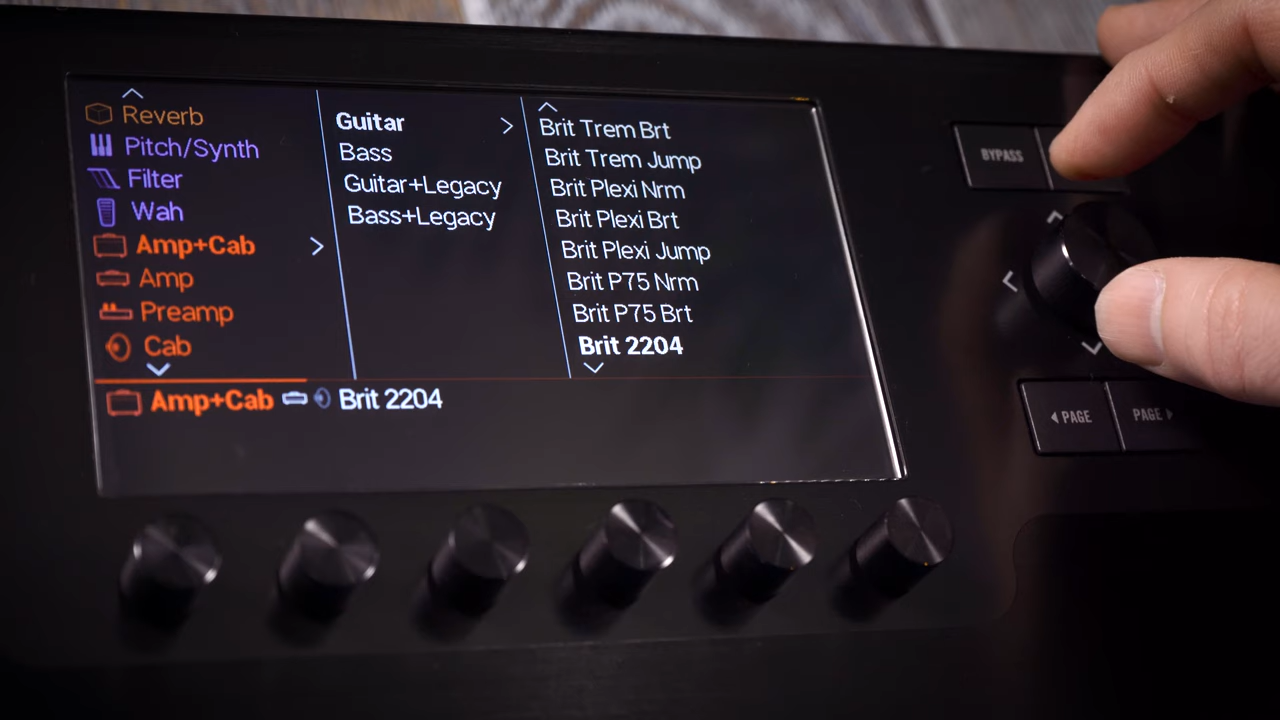 Reverb
Pitch/Synth
Filter
Wah
Amp+Cab
Amp
Preamp
Cab
Guitar
Bass
Guitar+Legacy
Bass+Legacy
Brit Trem Brt
Brit Trem Jump
Brit Plexi Nrm
Brit Plexi Brt
Brit Plexi Jump
Brit P75 Nrm
Brit P75 Brt
Brit 2204
Amp+Cab Brit 2204
BYPASS
PAGE
PAGE